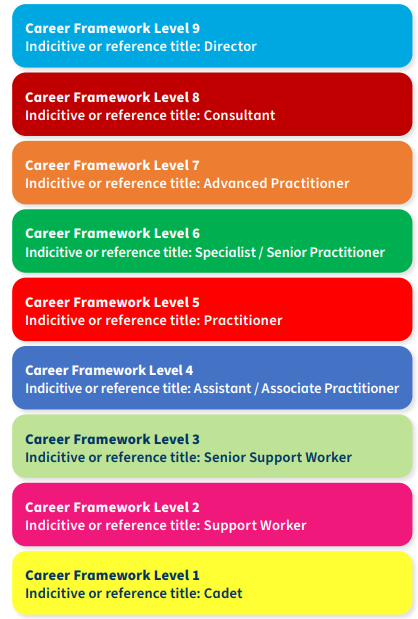 Career Framework Level 9
Indicitive or reference title: Director
Career Framework Level 8
Indicitive or reference title: Consultant
Career Framework Level 7
Indicitive or reference title: Advanced Practitioner
Career Framework Level 6
Indicitive or reference title: Specialist / Senior Practitioner
Career Framework Level 5
Indicitive or reference title: Practitioner
Career Framework Level 4
Indicitive or reference title: Assistant / Associate Practitioner
Career Framework Level 3
Indicitive or reference title: Senior Support Worker
Career Framework Level 2
Indicitive or reference title: Support Worker
Career Framework Level 1
Indicitive or reference title: Cadet